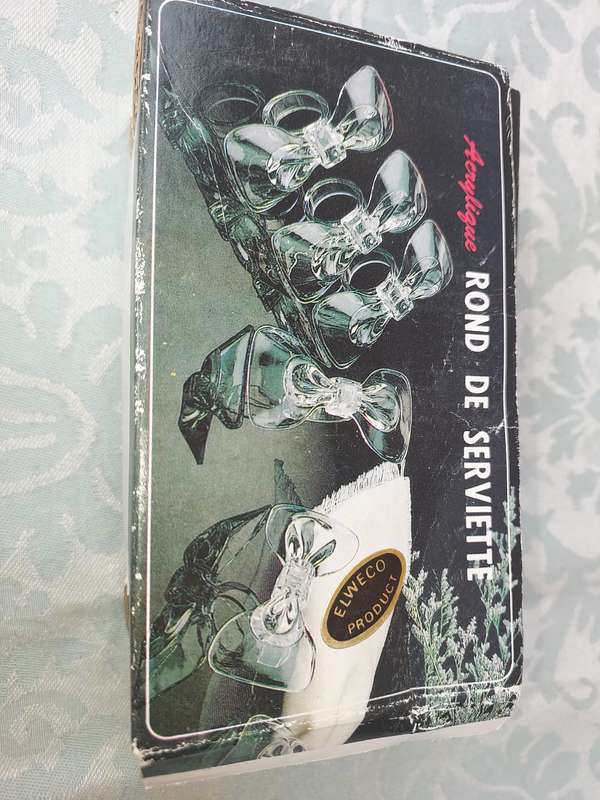 Acrylique
ROND DE SERVIETTE
ELWECO
PRODUCT